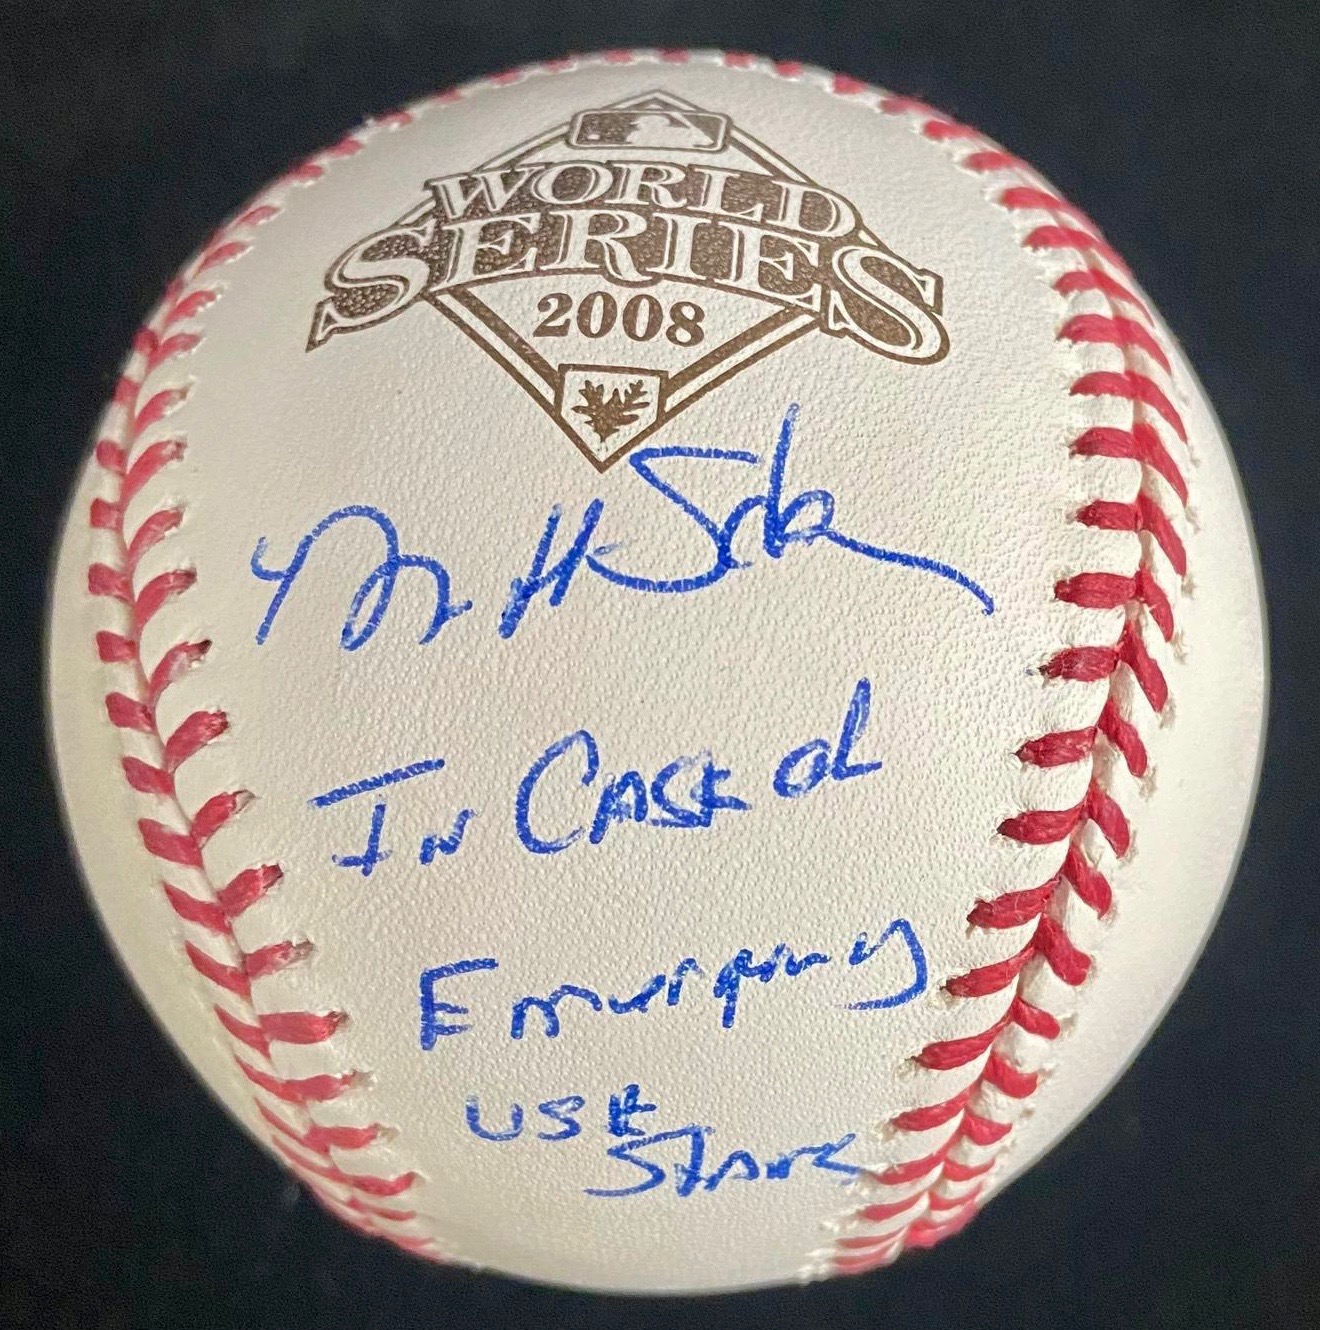 WORLD
SERIES
2008
In CASE of
Emergency
USE
STAIRS